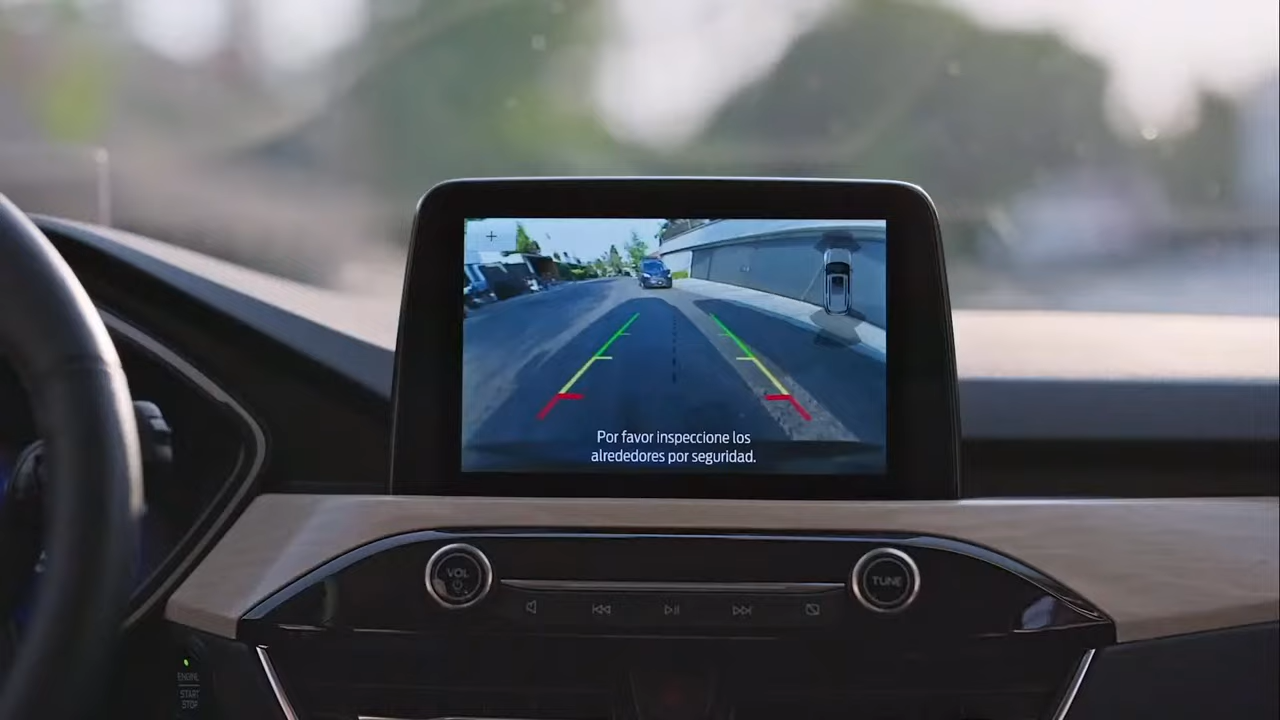 Por favor inspeccione los
alrededores por seguridad.
VOL
TUNE
ENGINE
START
STOP